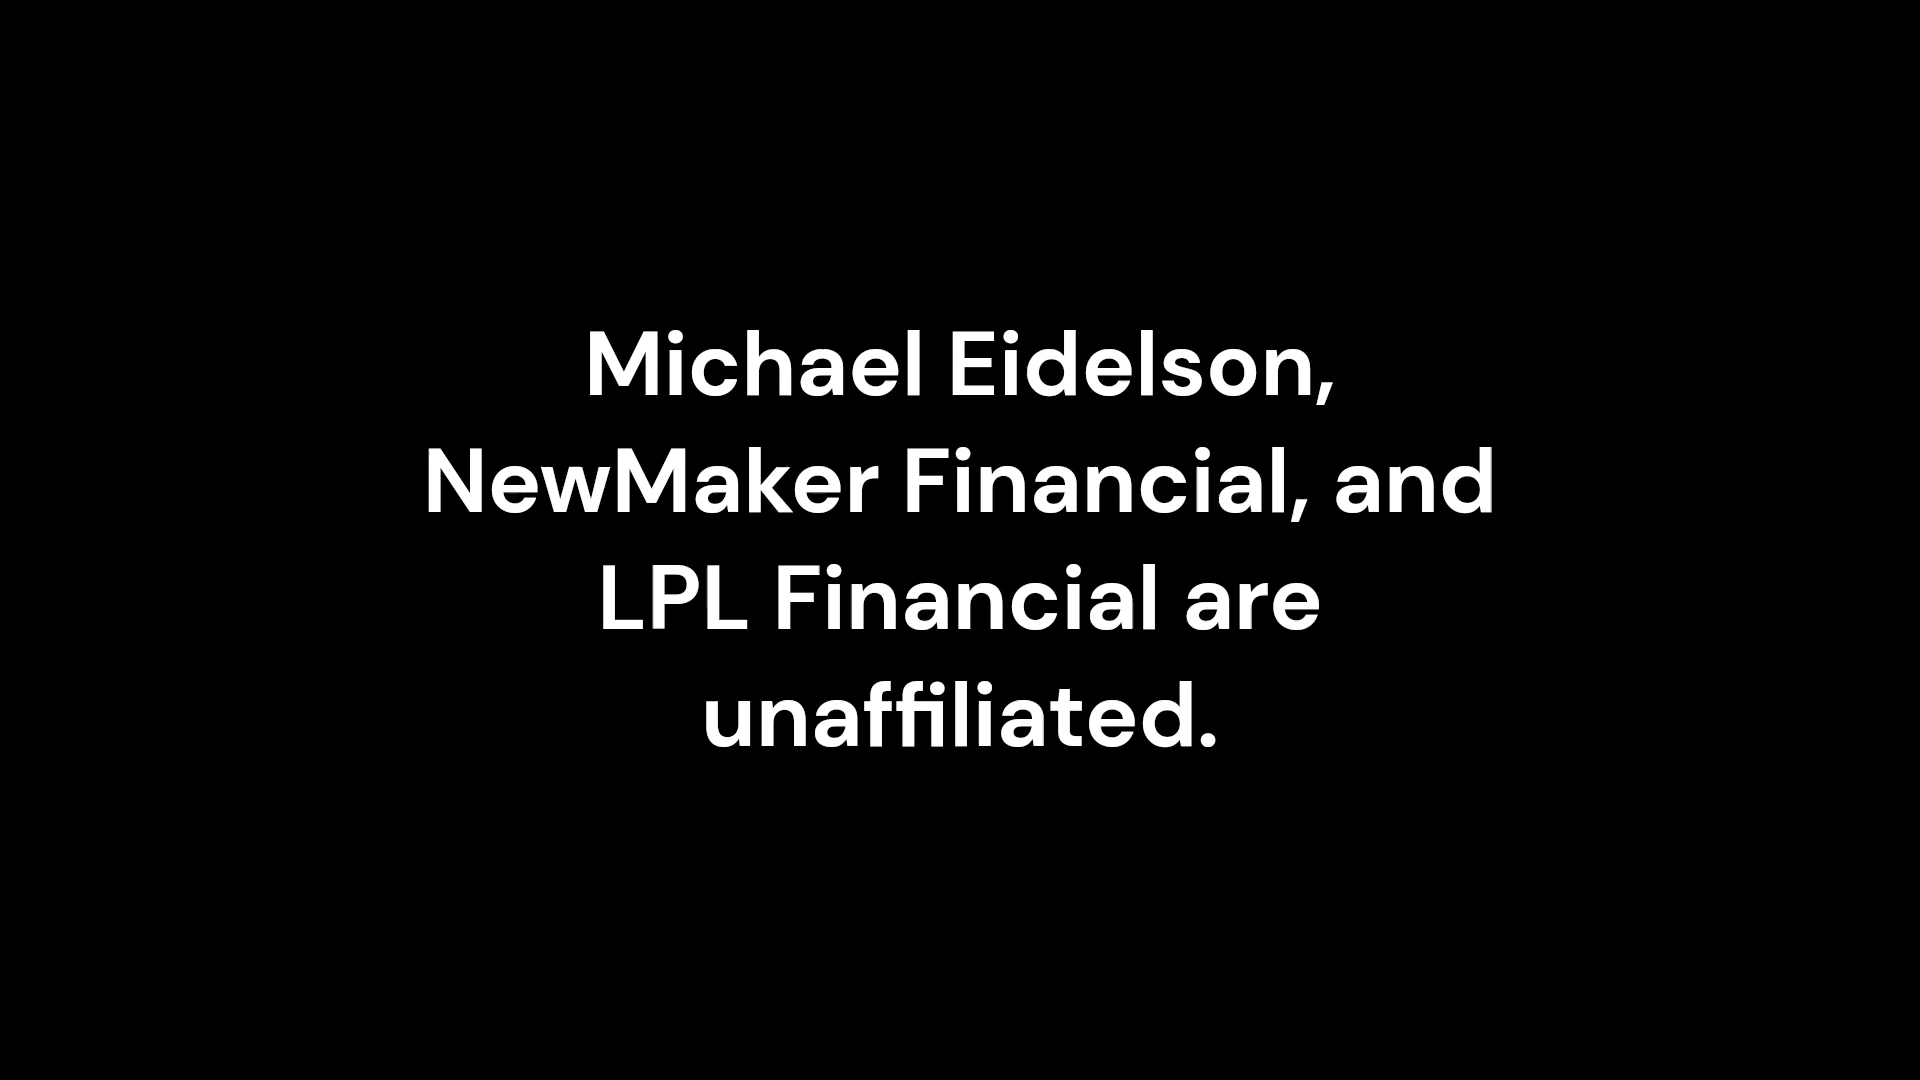 Michael Eidelson,
NewMaker Financial, and
LPL Financial are
unaffiliated.